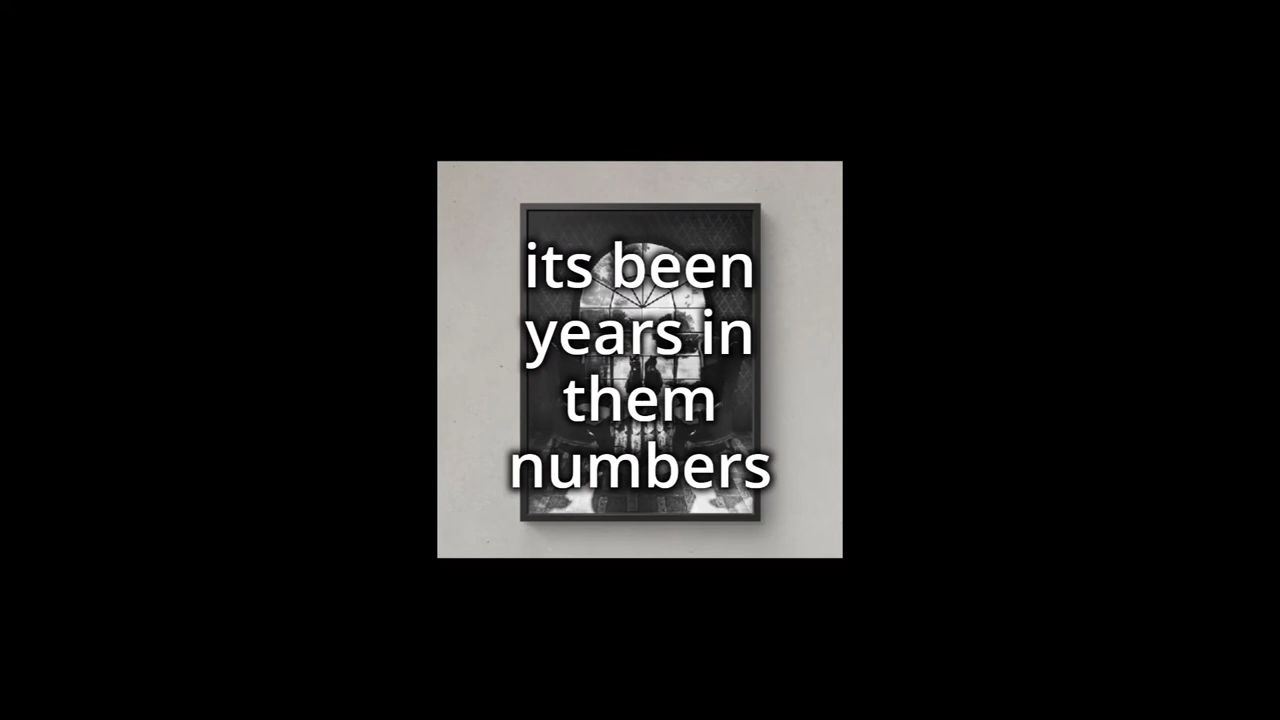 its been
years in
them
numbers